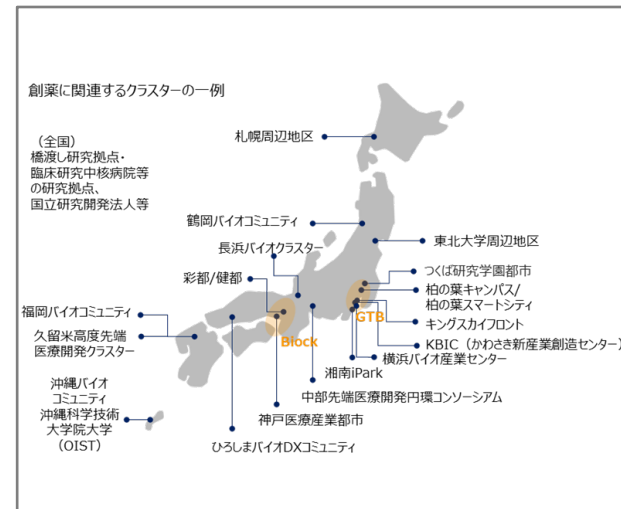 創薬に関連するクラスターの一例
（全国）
橋渡し研究拠点・
臨床研究中核病院等
の研究拠点、
国立研究開発法人等
札幌周辺地区
鶴岡バイオコミュニティ
長浜バイオクラスター
東北大学周辺地区
彩都/健都
つくば研究学園都市
柏の葉キャンパス/
柏の葉スマートシティ
福岡バイオコミュニティ
GTB
キングスカイフロント
久留米高度先端
医療開発クラスター
Biock
KBIC（かわさき新産業創造センター）
横浜バイオ産業センター
湘南iPark
沖縄バイオ
コミュニティ
沖縄科学技術
大学院大学
（OIST）
中部先端医療開発円環コンソーシアム
神戸医療産業都市
ひろしまバイオDXコミュニティ